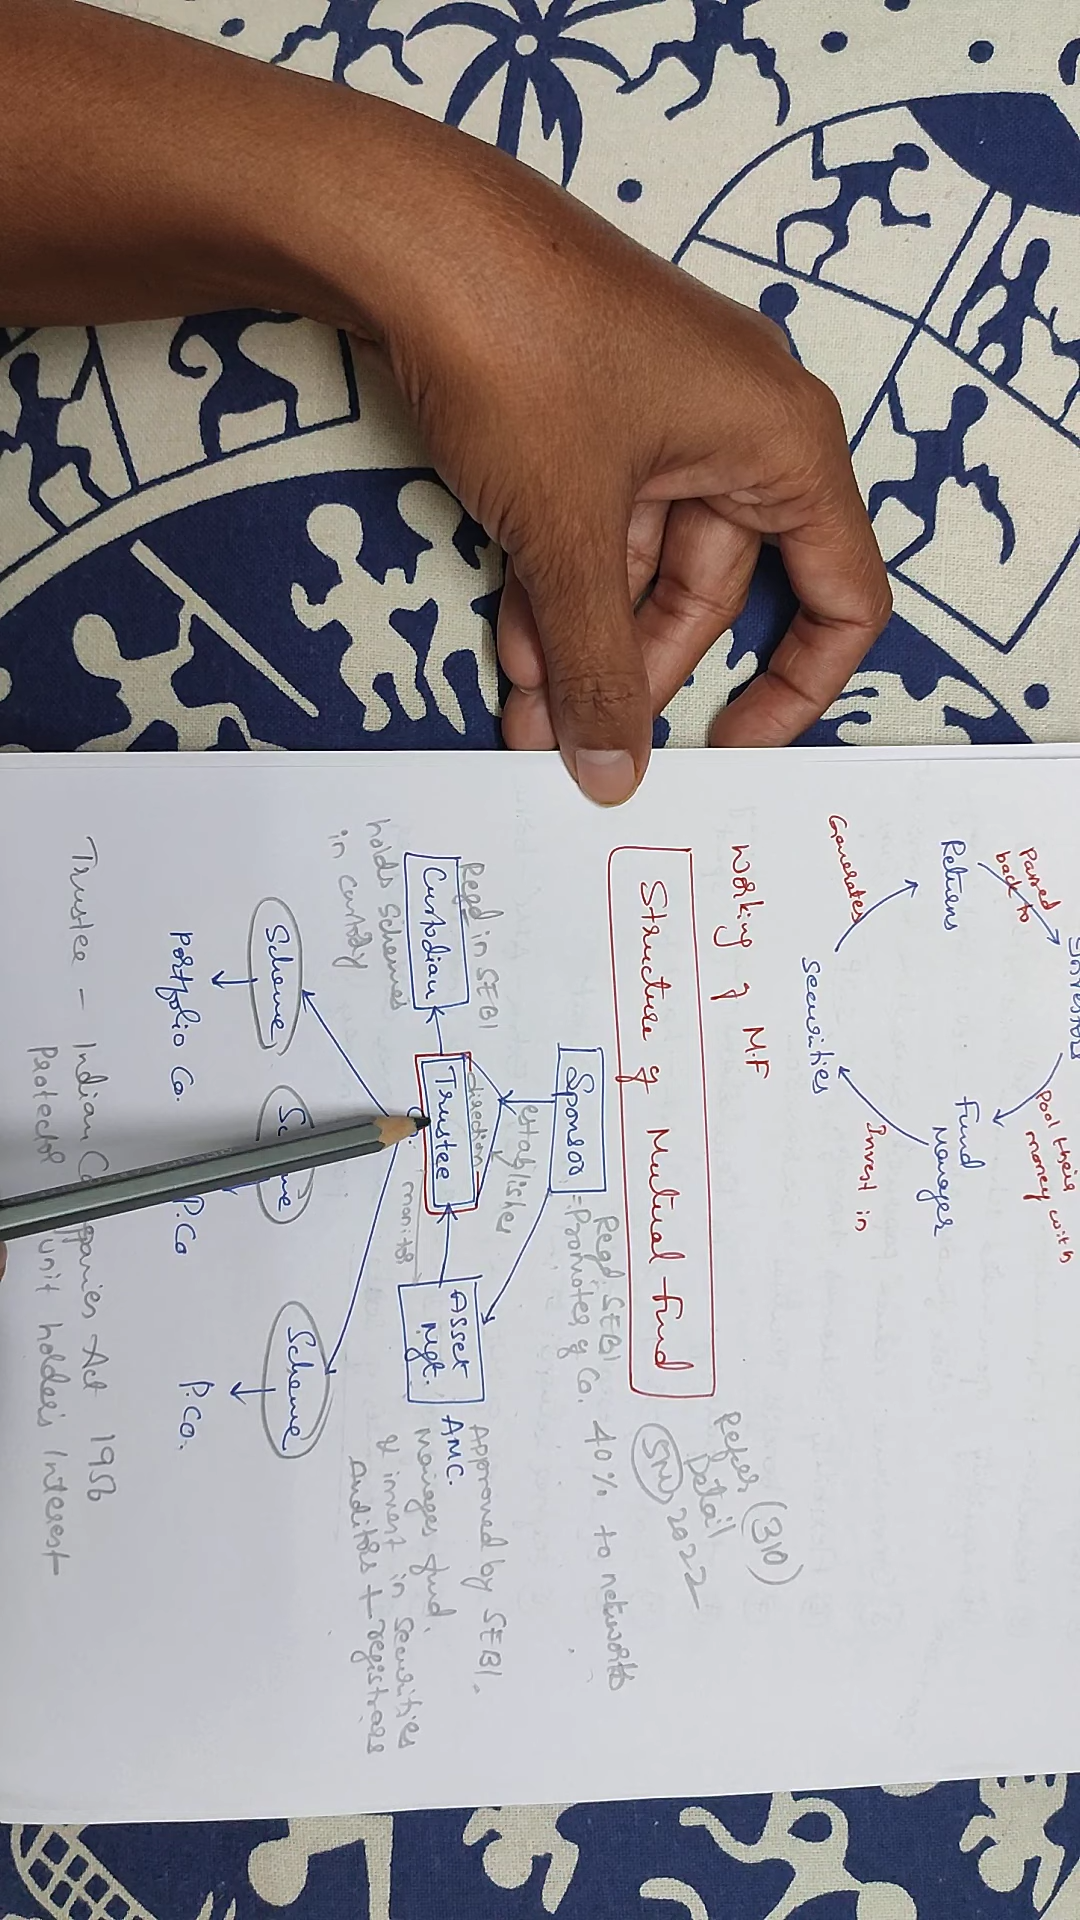 Investors
Passed
back to
Pool their
money with
Returns
Fund
Manager
Generates
Securities
Invest in
Working of M.F
Refer (310)
Detail
SM, 2022
Structure of Mutual Fund
Regd SEBI
Sponsor = Promotes of Co. 40% to networth
establishes
Regd in SEBI
direction
Approved by SEBI.
Custodian
Trustee
Asset
Mgt.
AMC.
manages fund.
& invest in securities
Auditors + registrars
holds Schemes
in custody
monitor
Scheme
Scheme
Portfolio Co.
P.Co
P.Co.
Trustee - Indian Companies Act 1956
Protector unit holders Interest